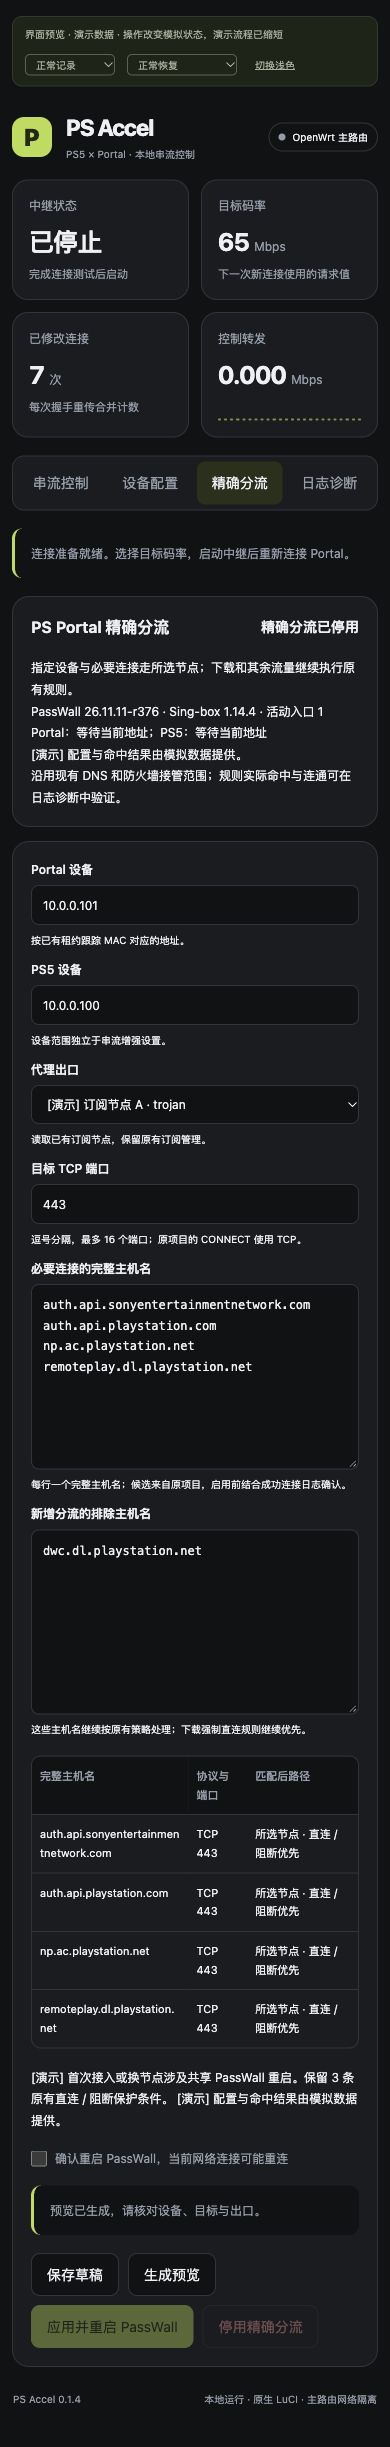 界面预览 · 演示数据 · 操作改变模拟状态，演示流程已缩短
正常记录 正常恢复 切换浅色
P PS Accel
PS5 × Portal · 本地串流控制
OpenWrt 主路由
中继状态
已停止
完成连接测试后启动
目标码率
65 Mbps
下一次新连接使用的请求值
已修改连接
7 次
每次握手重传合并计数
控制转发
0.000 Mbps
串流控制 设备配置 精确分流 日志诊断
连接准备就绪。选择目标码率，启动中继后重新连接 Portal。
PS Portal 精确分流 精确分流已停用
指定设备与必要连接走所选节点；下载和其余流量继续执行原
有规则。
PassWall 26.11.11-r376 · Sing-box 1.14.4 · 活动入口 1
Portal：等待当前地址；PS5：等待当前地址
[演示] 配置与命中结果由模拟数据提供。
沿用现有 DNS 和防火墙接管范围；规则实际命中与连通可在
日志诊断中验证。
Portal 设备
10.0.0.101
按已有租约跟踪 MAC 对应的地址。
PS5 设备
10.0.0.100
设备范围独立于串流增强设置。
代理出口
[演示] 订阅节点 A · trojan
读取已有订阅节点，保留原有订阅管理。
目标 TCP 端口
443
逗号分隔，最多 16 个端口；原项目的 CONNECT 使用 TCP。
必要连接的完整主机名
auth.api.sonyentertainmentnetwork.com
auth.api.playstation.com
np.ac.playstation.net
remoteplay.dl.playstation.net
每行一个完整主机名；候选来自原项目，启用前结合成功连接日志确认。
新增分流的排除主机名
dwc.dl.playstation.net
这些主机名继续按原有策略处理；下载强制直连规则继续优先。
完整主机名 协议与 匹配后路径
端口
auth.api.sonyentertainmen TCP 所选节点 · 直连 /
tnetwork.com 443 阻断优先
auth.api.playstation.com TCP 所选节点 · 直连 /
443 阻断优先
np.ac.playstation.net TCP 所选节点 · 直连 /
443 阻断优先
remoteplay.dl.playstation. TCP 所选节点 · 直连 /
net 443 阻断优先
[演示] 首次接入或换节点涉及共享 PassWall 重启。保留 3 条
原有直连 / 阻断保护条件。 [演示] 配置与命中结果由模拟数据
提供。
确认重启 PassWall，当前网络连接可能重连
预览已生成，请核对设备、目标与出口。
保存草稿 生成预览
应用并重启 PassWall 停用精确分流
PS Accel 0.1.4 本地运行 · 原生 LuCI · 主路由网络隔离